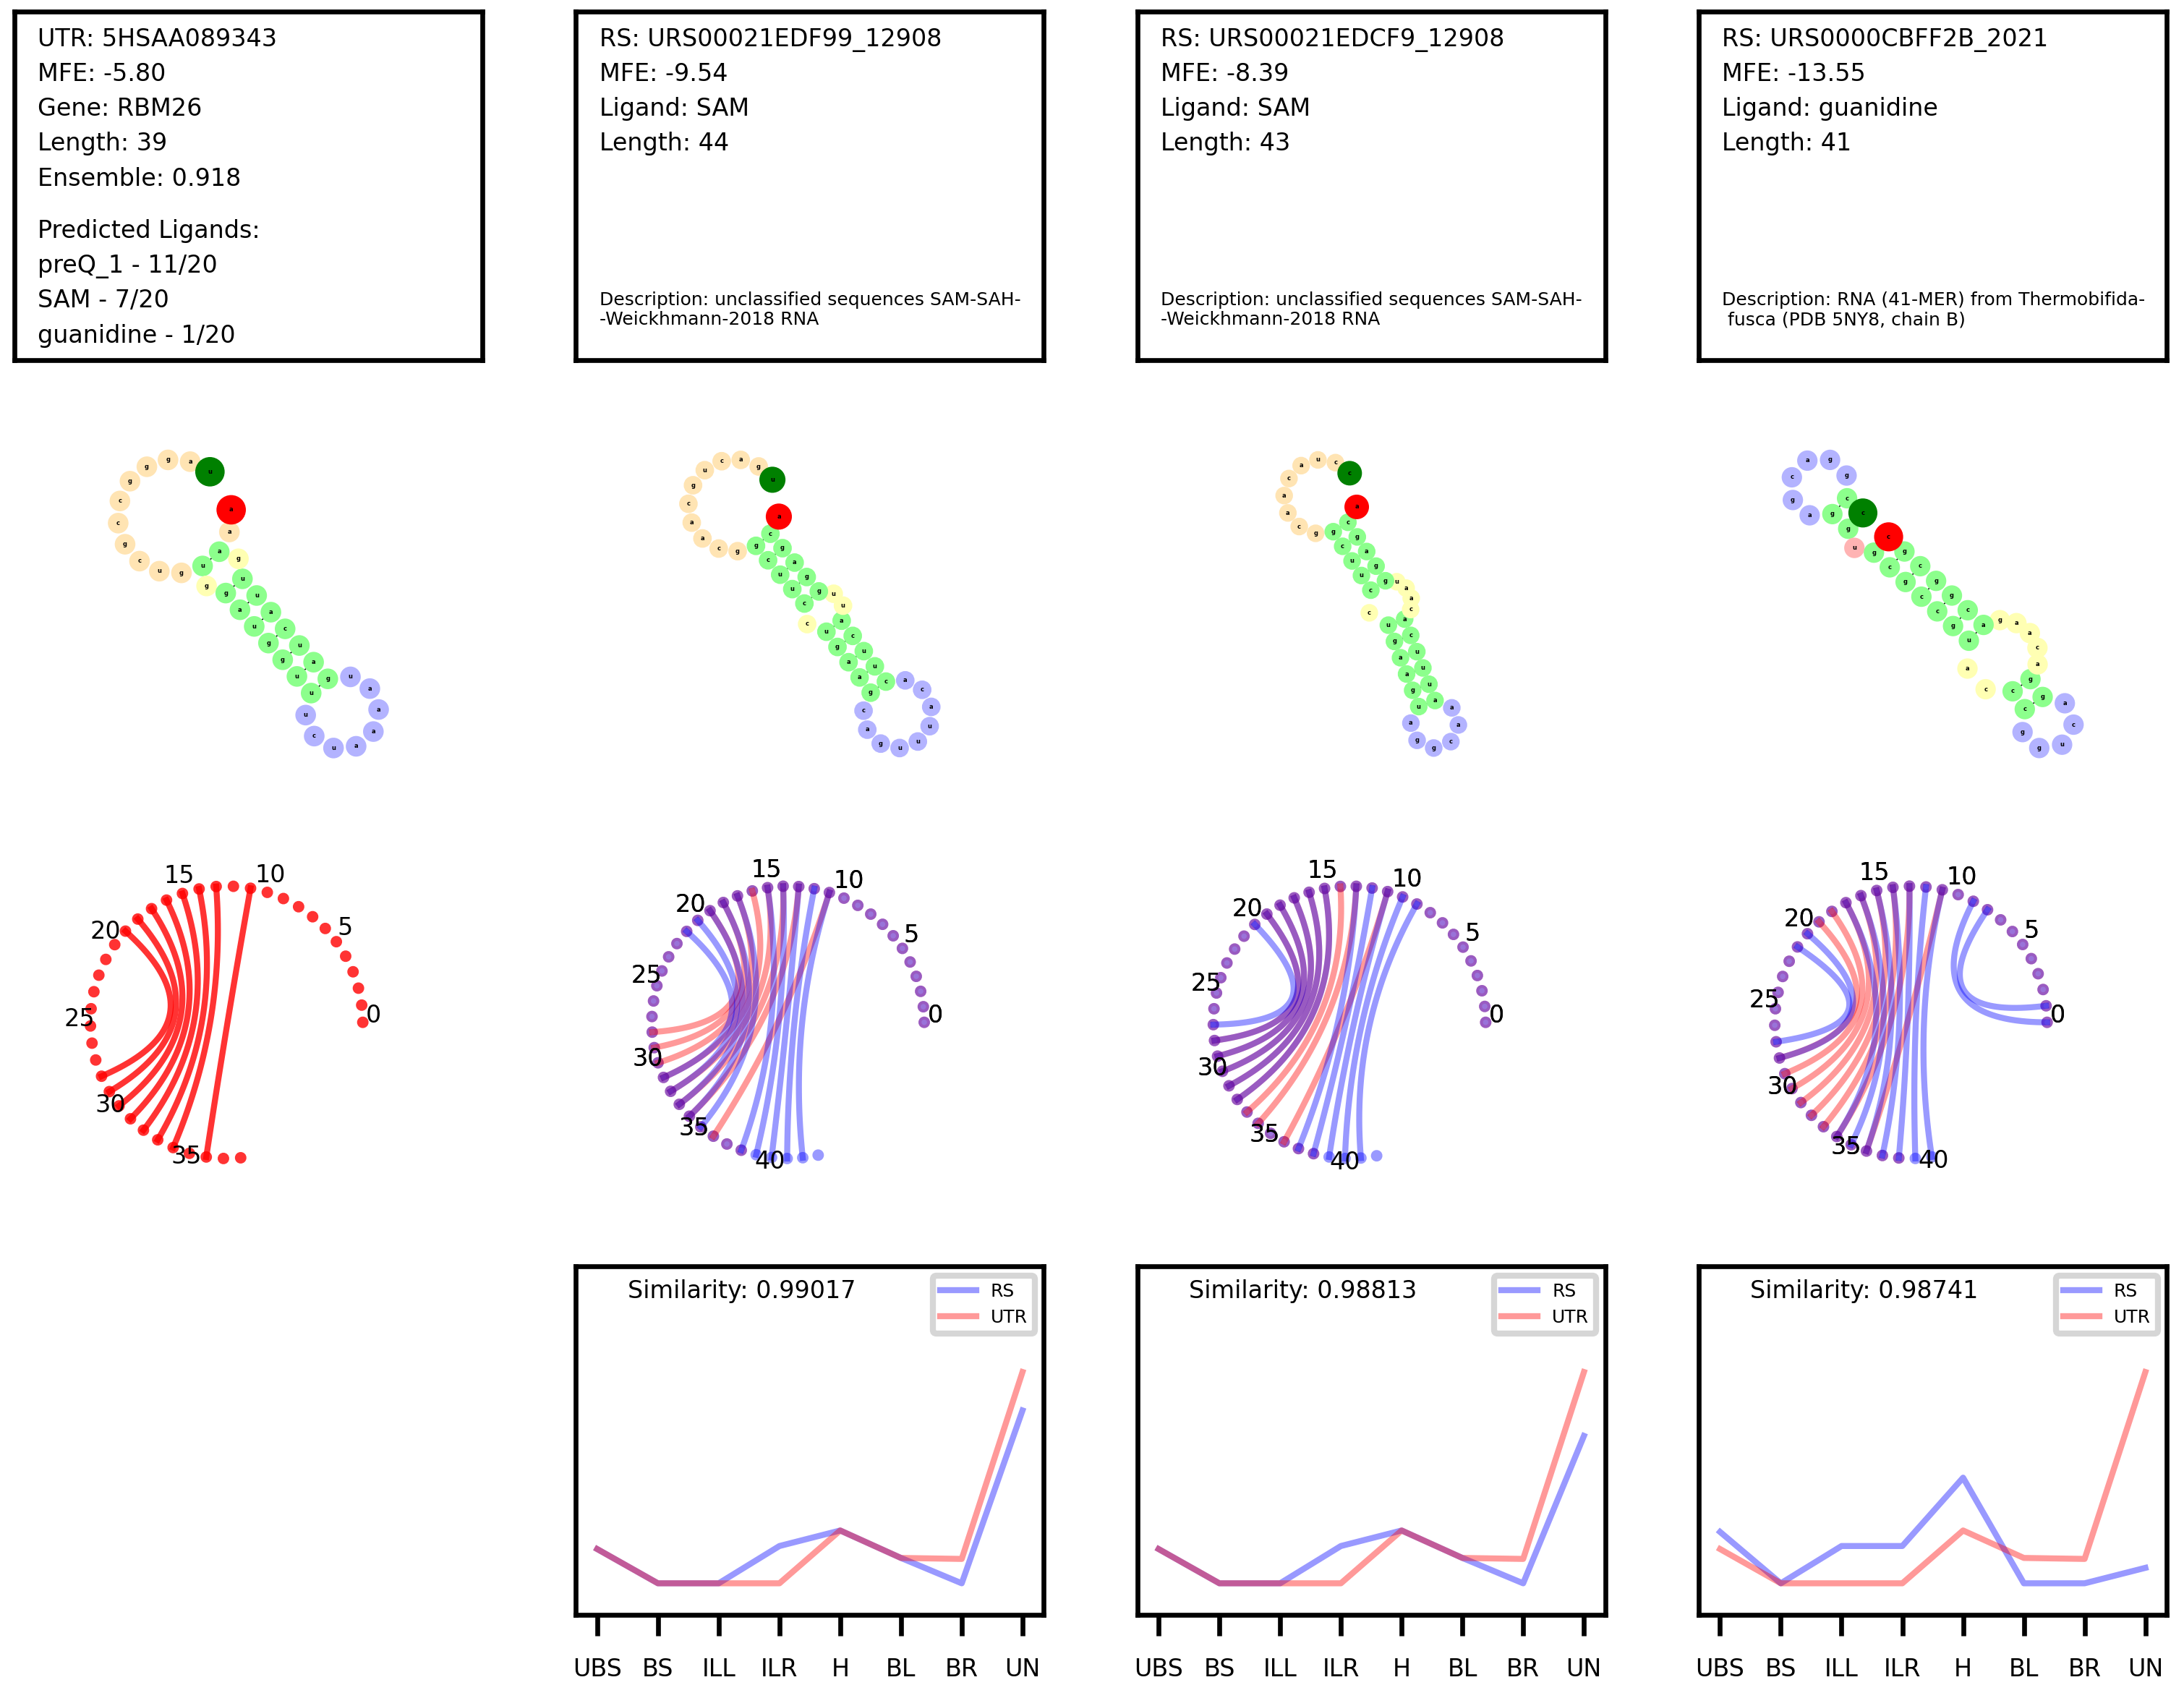 UTR: 5HSAA089343
MFE: -5.80
Gene: RBM26
Length: 39
Ensemble: 0.918
Predicted Ligands:
preQ_1 - 11/20
SAM - 7/20
guanidine - 1/20
RS: URS00021EDF99_12908
MFE: -9.54
Ligand: SAM
Length: 44
Description: unclassified sequences SAM-SAH-
-Weickhmann-2018 RNA
RS: URS00021EDCF9_12908
MFE: -8.39
Ligand: SAM
Length: 43
Description: unclassified sequences SAM-SAH-
-Weickhmann-2018 RNA
RS: URS0000CBFF2B_2021
MFE: -13.55
Ligand: guanidine
Length: 41
Description: RNA (41-MER) from Thermobifida-
fusca (PDB 5NY8, chain B)
0
5
10
15
20
25
30
35
0
5
10
15
20
25
30
35
40
0
5
10
15
20
25
30
35
40
0
5
10
15
20
25
30
35
40
Similarity: 0.99017
RS
UTR
UBS BS ILL ILR H BL BR UN
Similarity: 0.98813
RS
UTR
UBS BS ILL ILR H BL BR UN
Similarity: 0.98741
RS
UTR
UBS BS ILL ILR H BL BR UN